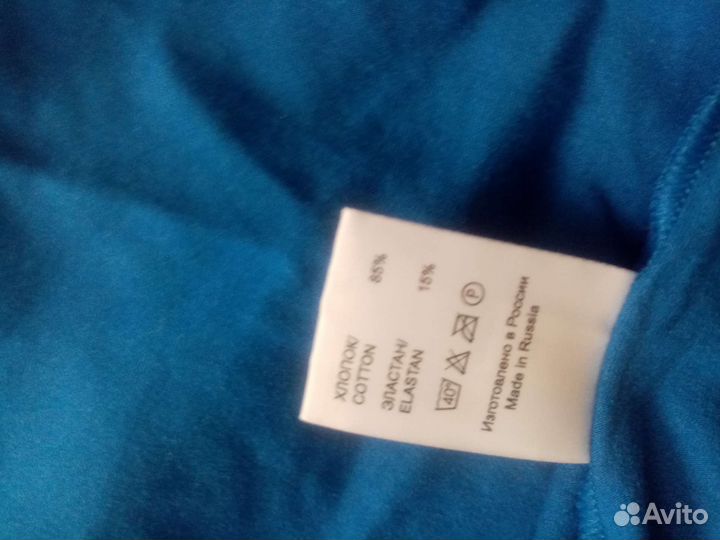 ХЛОПОК/ 85%
COTTON
ЭЛАСТАН/ 15%
ELASTAN
40° P
Изготовлено в России
Made in Russia
Avito